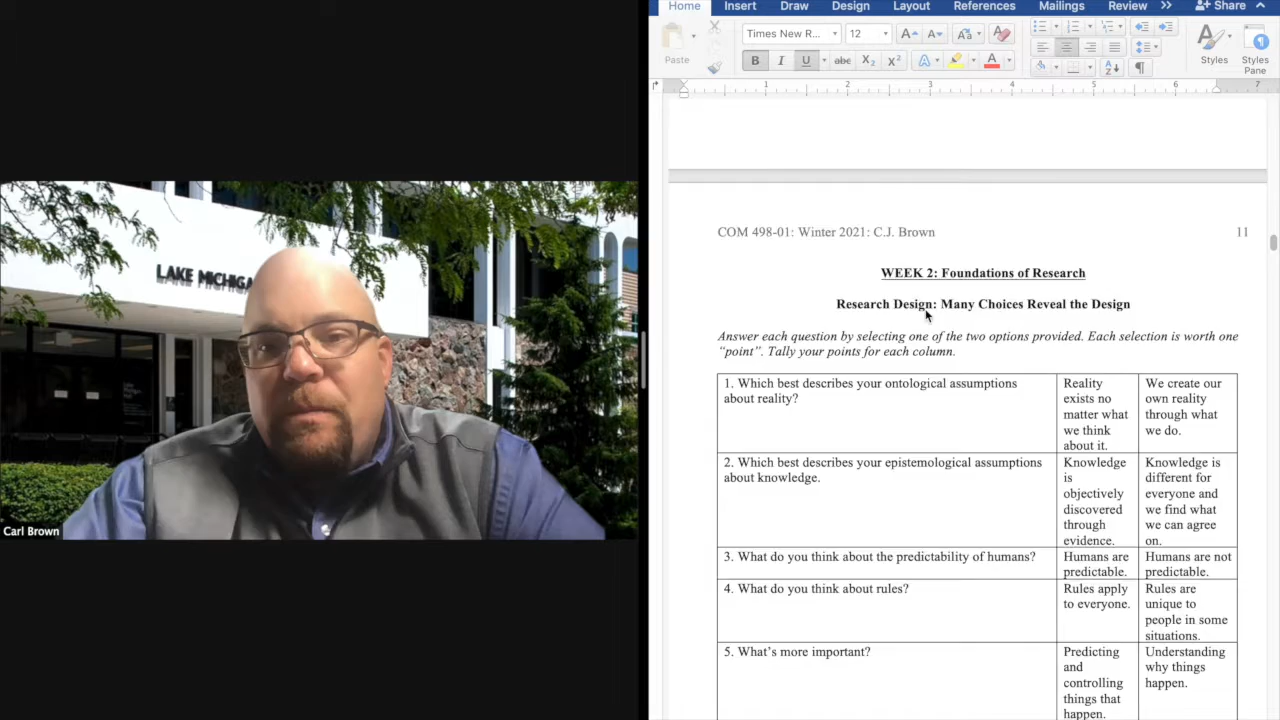 LAKE MICHIGA
Carl Brown
Home Insert Draw Design Layout References Mailings Review Share
Paste
Times New R... 12
B I U abc X2 X2 A A
Aa
Styles Styles Pane
1 2 3 4 5 6 7
COM 498-01: Winter 2021: C.J. Brown 11
WEEK 2: Foundations of Research
Research Design: Many Choices Reveal the Design
Answer each question by selecting one of the two options provided. Each selection is worth one
“point”. Tally your points for each column.
1. Which best describes your ontological assumptions
about reality?
Reality
exists no
matter what
we think
about it.
We create our
own reality
through what
we do.
2. Which best describes your epistemological assumptions
about knowledge.
Knowledge
is
objectively
discovered
through
evidence.
Knowledge is
different for
everyone and
we find what
we can agree
on.
3. What do you think about the predictability of humans?
Humans are
predictable.
Humans are not
predictable.
4. What do you think about rules?
Rules apply
to everyone.
Rules are
unique to
people in some
situations.
5. What’s more important?
Predicting
and
controlling
things that
happen.
Understanding
why things
happen.